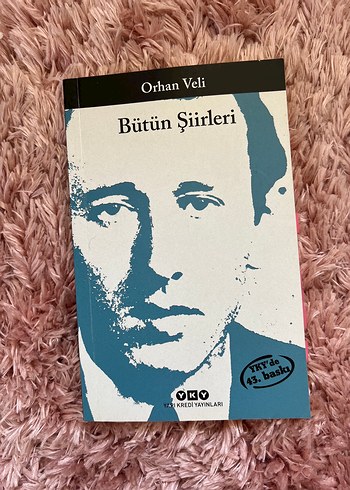 Orhan Veli
Bütün Şiirleri
YKY'de
43. baskı
YKY
YAPI KREDİ YAYINLARI